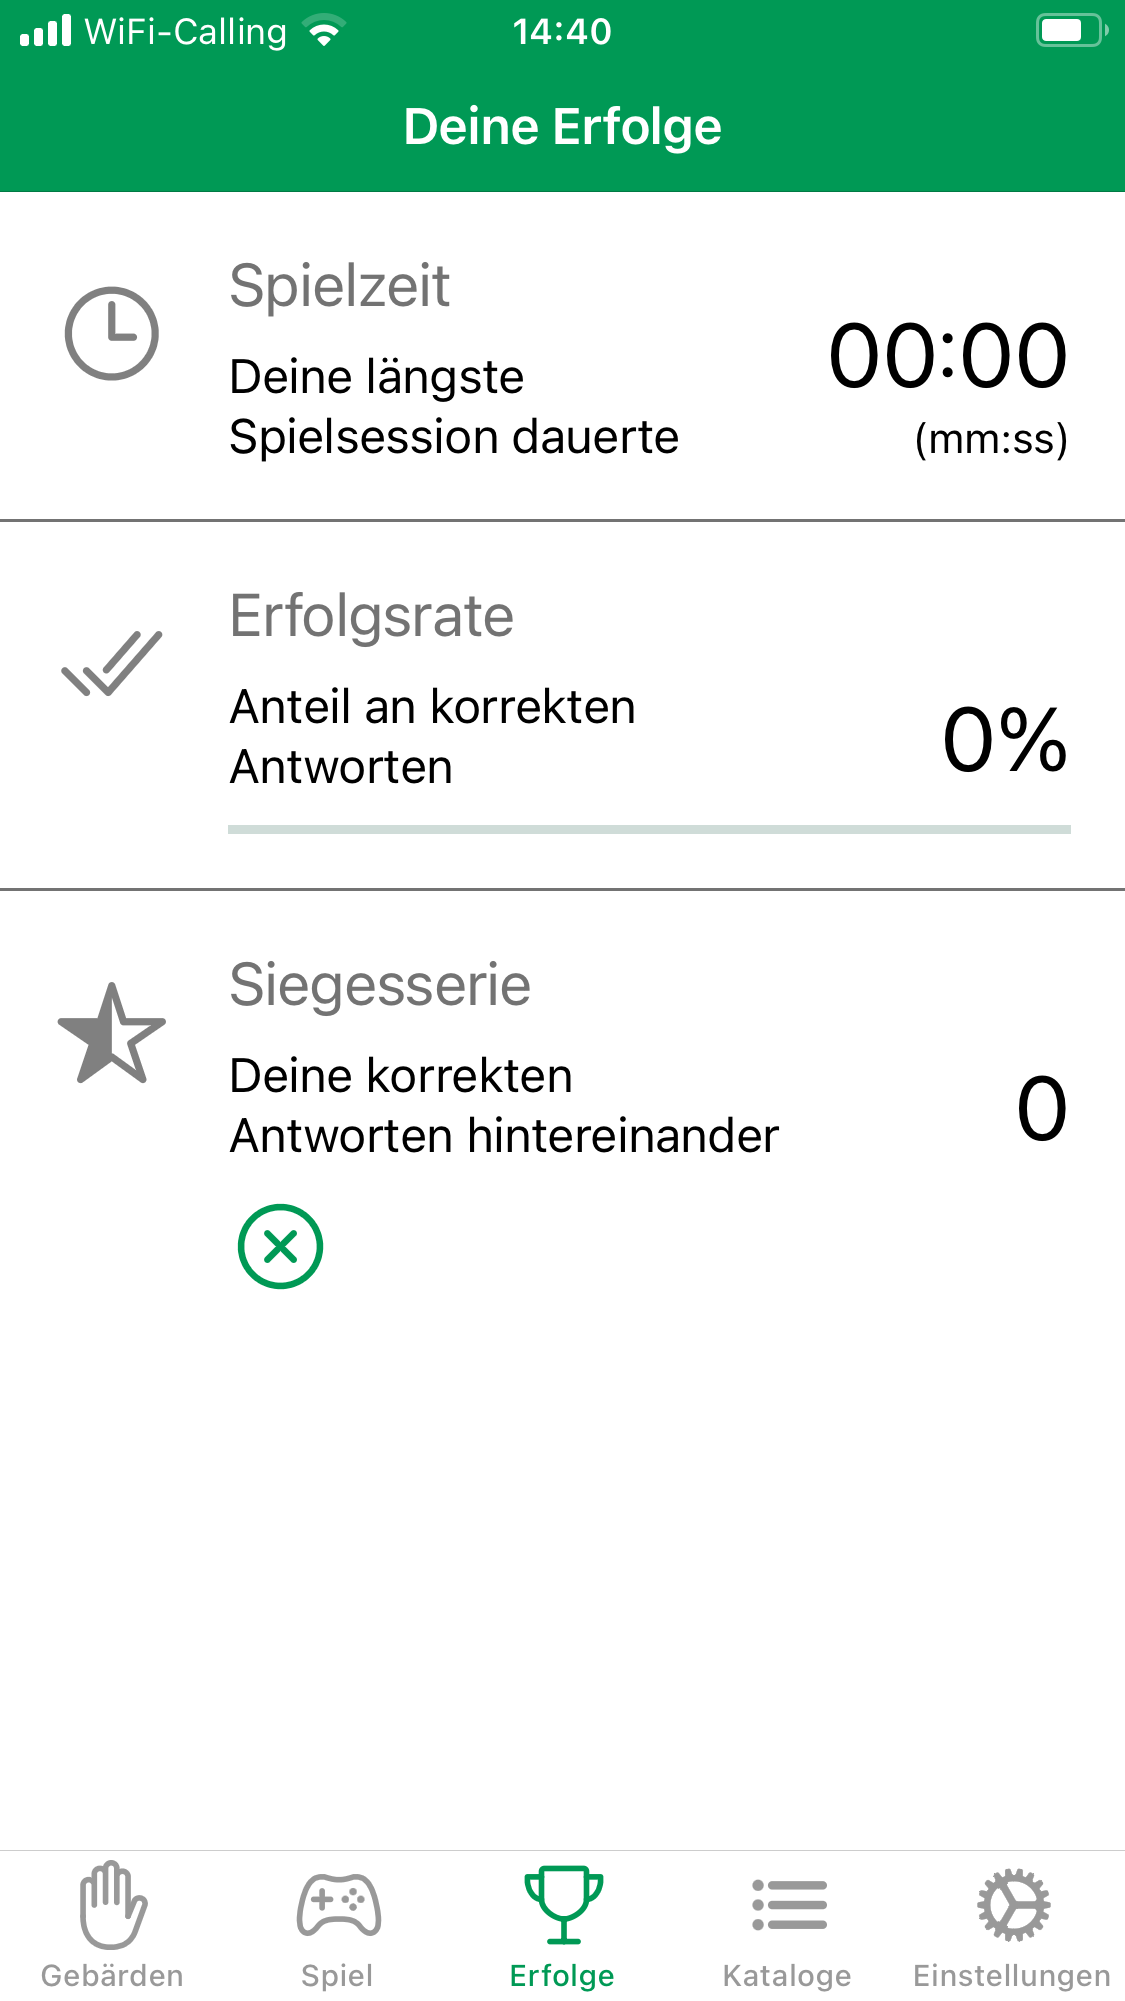 WiFi-Calling
14:40
Deine Erfolge
Spielzeit
Deine längste
Spielsession dauerte
00:00
(mm:ss)
Erfolgsrate
Anteil an korrekten
Antworten
0%
Siegesserie
Deine korrekten
Antworten hintereinander
0
Gebärden
Spiel
Erfolge
Kataloge
Einstellungen